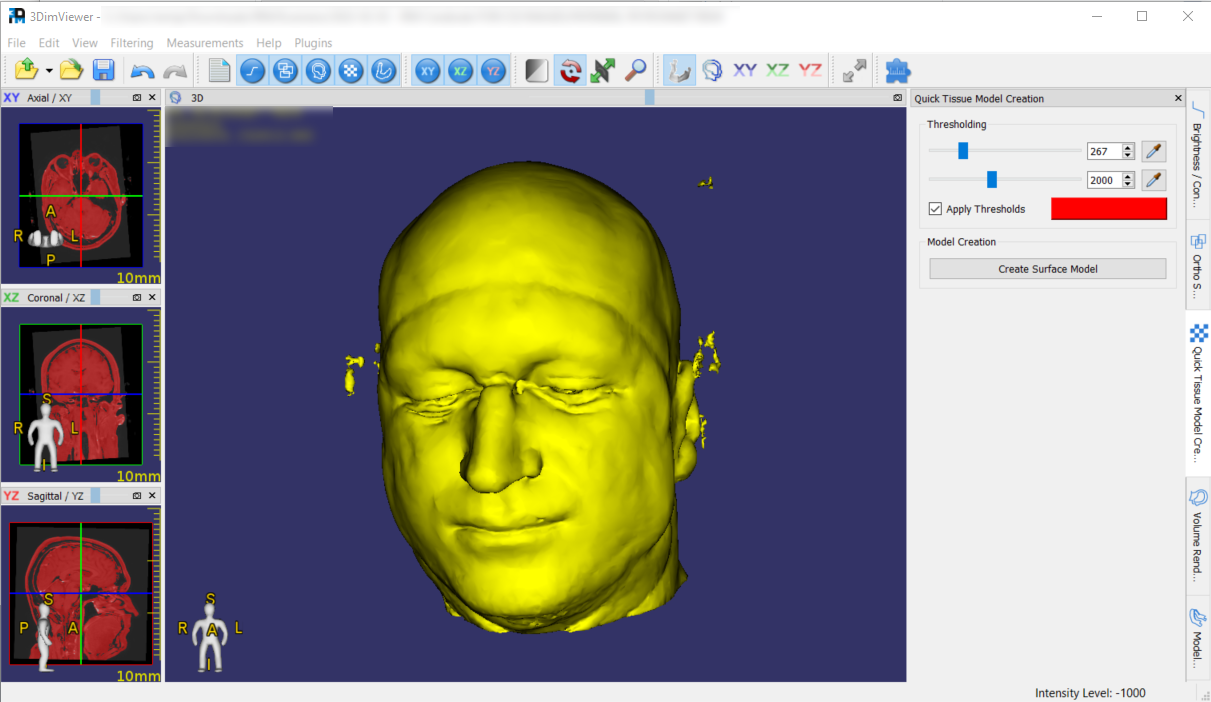 3DimViewer -
File Edit View Filtering Measurements Help Plugins
XY XZ YZ XY XZ YZ
XY Axial / XY
3D
Quick Tissue Model Creation
A
R L
P
10mm
XZ Coronal / XZ
S
R L
I
10mm
YZ Sagittal / YZ
S
P A
10mm
S
R A L
I
Thresholding
267
2000
Apply Thresholds
Model Creation
Create Surface Model
Brightness / Con...
Ortho S...
Quick Tissue Model Cre...
Volume Rend...
Model...
Intensity Level: -1000